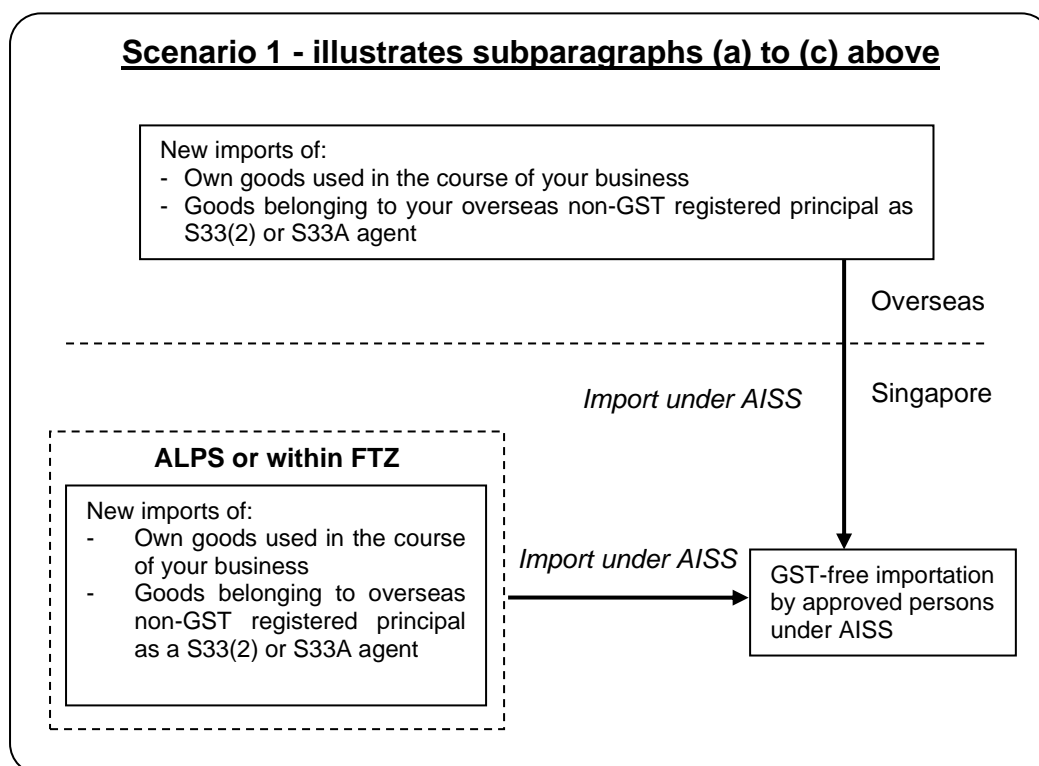 Scenario 1 - illustrates subparagraphs (a) to (c) above
New imports of:
- Own goods used in the course of your business
- Goods belonging to your overseas non-GST registered principal as
S33(2) or S33A agent
Overseas
Import under AISS
Singapore
ALPS or within FTZ
New imports of:
- Own goods used in the course
of your business
- Goods belonging to overseas
non-GST registered principal
as a S33(2) or S33A agent
Import under AISS
GST-free importation
by approved persons
under AISS